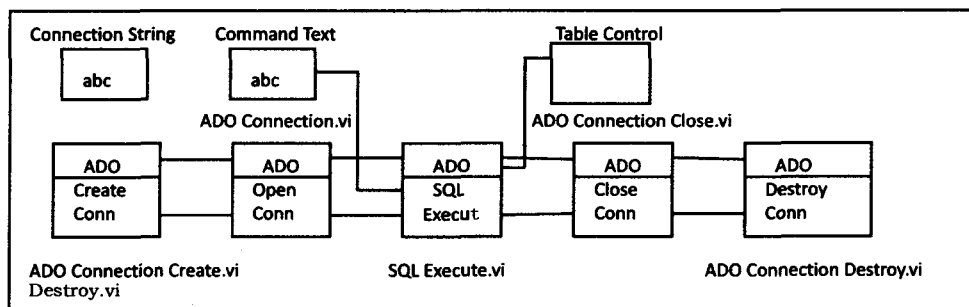 Connection String
Command Text
Table Control
abc
abc
ADO Connection.vi
ADO Connection Close.vi
ADO
Create
Conn
ADO
Open
Conn
ADO
SQL
Execut
ADO
Close
Conn
ADO
Destroy
Conn
ADO Connection Create.vi
SQL Execute.vi
ADO Connection Destroy.vi
Destroy.vi